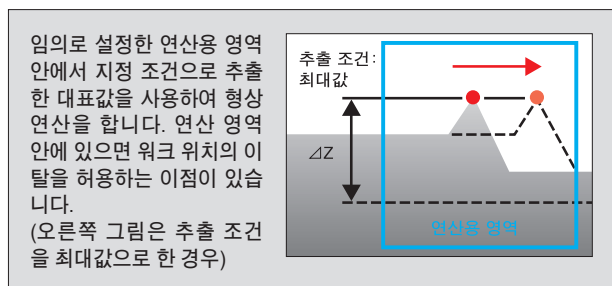 임의로 설정한 연산용 영역
안에서 지정 조건으로 추출
한 대표값을 사용하여 형상
연산을 합니다. 연산 영역
안에 있으면 워크 위치의 이
탈을 허용하는 이점이 있습
니다.
(오른쪽 그림은 추출 조건
을 최대값으로 한 경우)
추출 조건:
최대값
⊿Z
연산용 영역